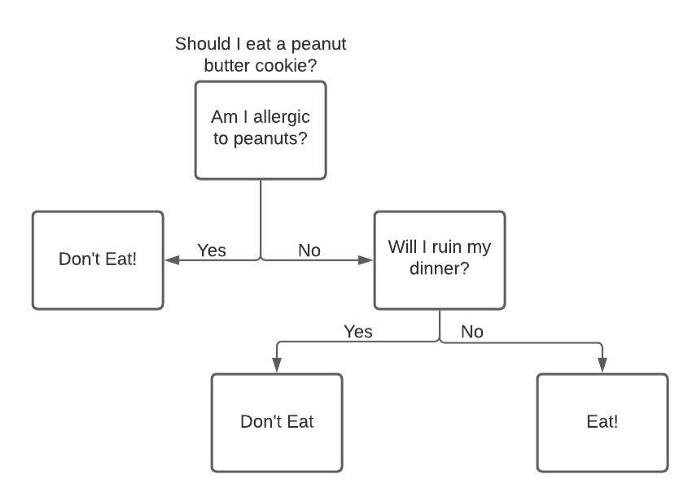 Should I eat a peanut
butter cookie?
Am I allergic
to peanuts?
Yes
No
Don't Eat!
Will I ruin my
dinner?
Yes
No
Don't Eat
Eat!